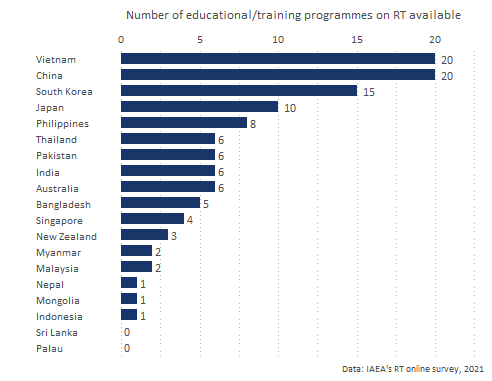 Number of educational/training programmes on RT available
0 5 10 15 20
Vietnam 20
China 20
South Korea 15
Japan 10
Philippines 8
Thailand 6
Pakistan 6
India 6
Australia 6
Bangladesh 5
Singapore 4
New Zealand 3
Myanmar 2
Malaysia 2
Nepal 1
Mongolia 1
Indonesia 1
Sri Lanka 0
Palau 0
Data: IAEA's RT online survey, 2021